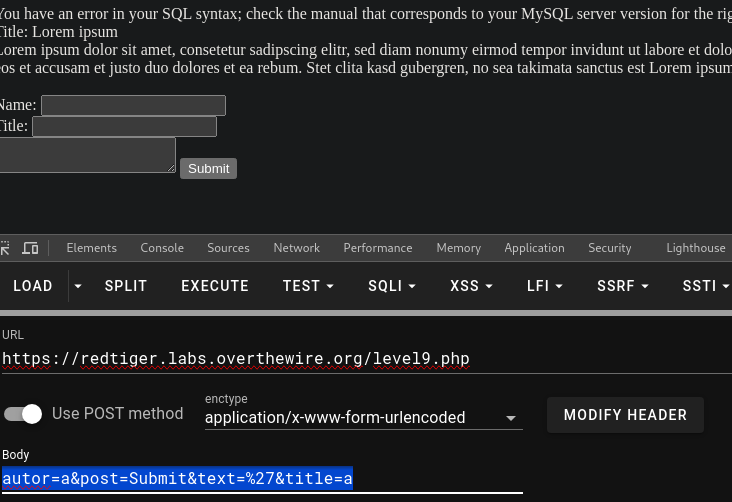 You have an error in your SQL syntax; check the manual that corresponds to your MySQL server version for the
Title: Lorem ipsum
Lorem ipsum dolor sit amet, consetetur sadipscing elitr, sed diam nonumy eirmod tempor invidunt ut labore et
eos et accusam et justo duo dolores et ea rebum. Stet clita kasd gubergren, no sea takimata sanctus est Lorem ipsum
Name:
Title:
Submit
Elements Console Sources Network Performance Memory Application Security Lighthouse
LOAD SPLIT EXECUTE TEST SQLI XSS LFI SSRF SSTI
URL
https://redtiger.labs.overthewire.org/level9.php
enctype
Use POST method application/x-www-form-urlencoded MODIFY HEADER
Body
autor=a&post=Submit&text=%27&title=a